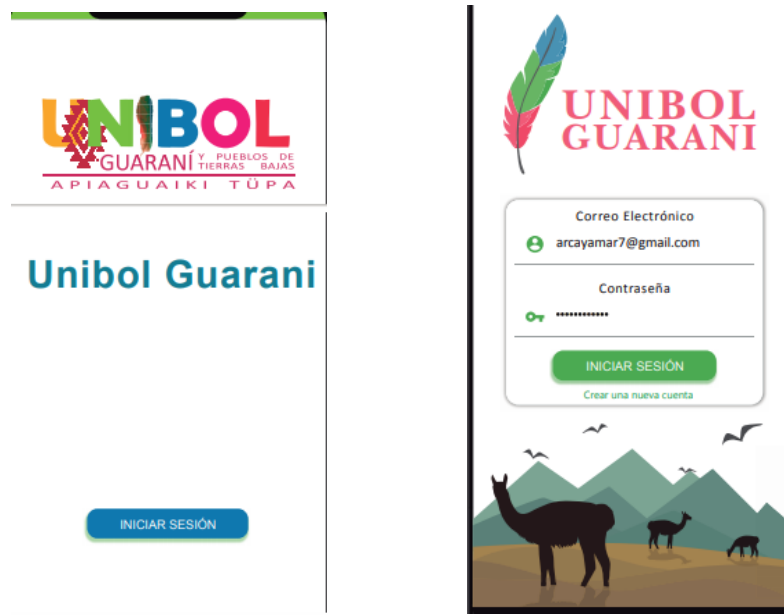 UNIBOL
GUARANÍ Y PUEBLOS DE
TIERRAS BAJAS
APIAGUAIKI TÜPA
Unibol Guarani
INICIAR SESIÓN
UNIBOL
GUARANI
Correo Electrónico
arcayamar7@gmail.com
Contraseña
••••••••••••
INICIAR SESIÓN
Crear una nueva cuenta